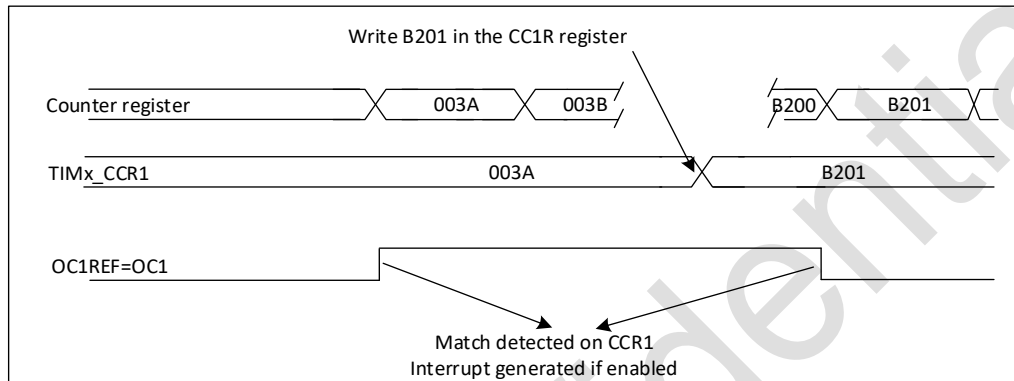 Write B201 in the CC1R register
Counter register 003A 003B B200 B201
TIMx_CCR1 003A B201
OC1REF=OC1
Match detected on CCR1
Interrupt generated if enabled
dentia